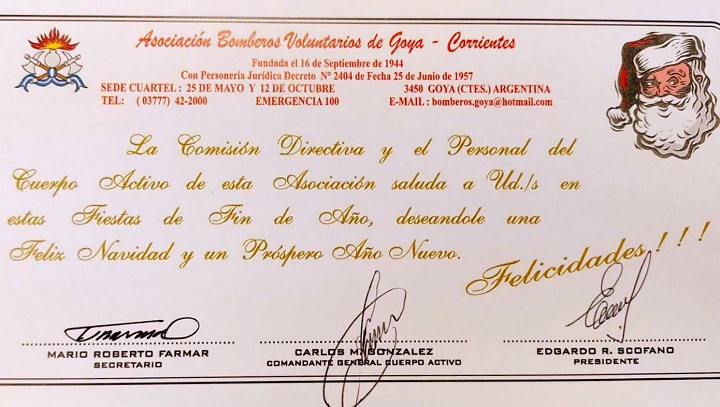 Asociación Bomberos Voluntarios de Goya - Corrientes
Fundada el 16 de Septiembre de 1944
Con Personería Jurídica Decreto N° 2404 de Fecha 25 de Junio de 1957
SEDE CUARTEL : 25 DE MAYO Y 12 DE OCTUBRE 3450 GOYA (CTES.) ARGENTINA
TEL: (03777) 42-2000 EMERGENCIA 100 E-MAIL : bomberos.goya@hotmail.com
La Comisión Directiva y el Personal del
Cuerpo Activo de esta Asociación saluda a Ud./s en
estas Fiestas de Fin de Año, deseandole una
Feliz Navidad y un Próspero Año Nuevo.
Felicidades ! ! !
MARIO ROBERTO FARMAR
SECRETARIO
CARLOS M. GONZALEZ
COMANDANTE GENERAL CUERPO ACTIVO
EDGARDO R. SCOFANO
PRESIDENTE